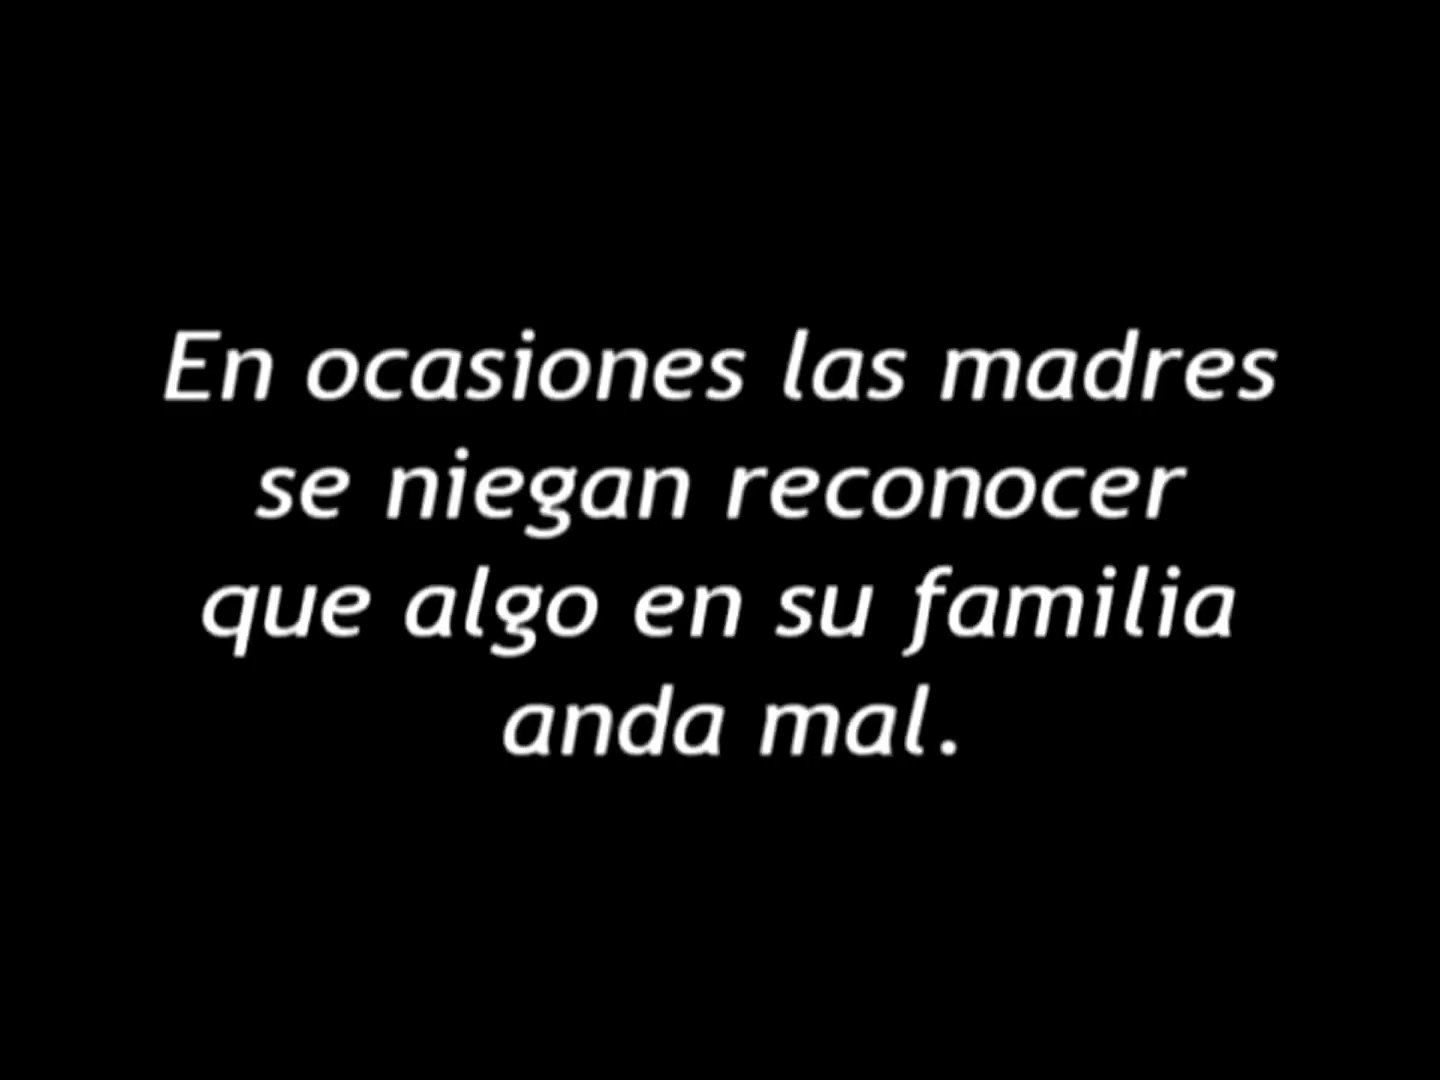 En ocasiones las madres
se niegan reconocer
que algo en su familia
anda mal.